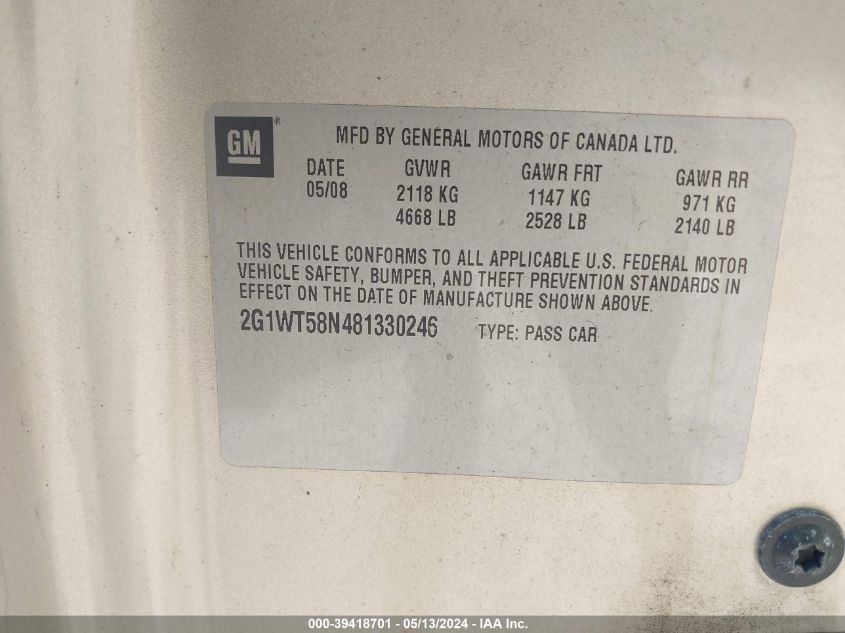 GM ®
MFD BY GENERAL MOTORS OF CANADA LTD.
DATE GVWR GAWR FRT GAWR RR
05/08 2118 KG 1147 KG 971 KG
4668 LB 2528 LB 2140 LB
THIS VEHICLE CONFORMS TO ALL APPLICABLE U.S. FEDERAL MOTOR
VEHICLE SAFETY, BUMPER, AND THEFT PREVENTION STANDARDS IN
EFFECT ON THE DATE OF MANUFACTURE SHOWN ABOVE.
2G1WT58N481330246 TYPE: PASS CAR
000-39418701 - 05/13/2024 - IAA Inc.